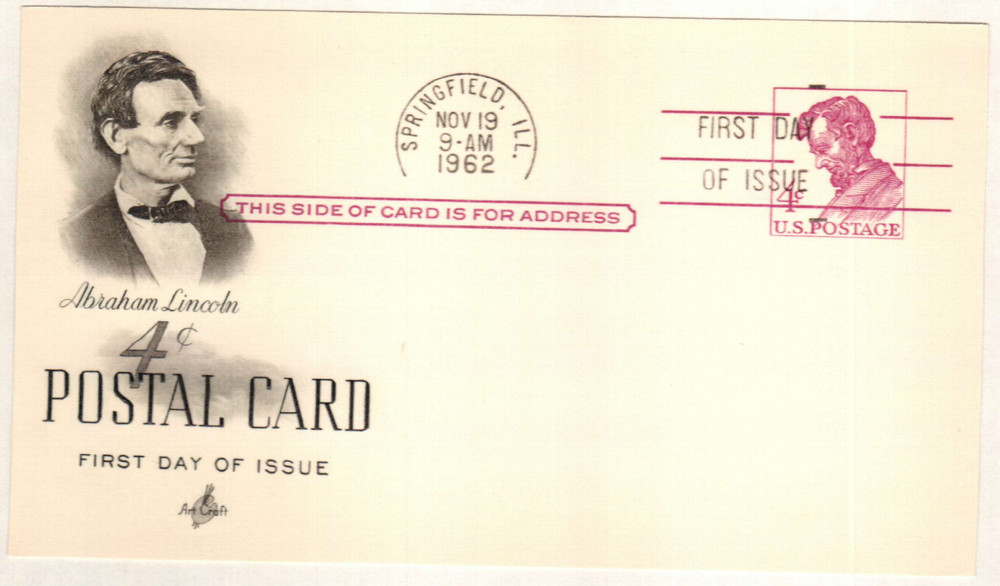 SPRINGFIELD, ILL.
NOV 19
9-AM
1962
FIRST DAY
OF ISSUE
4¢
U.S.POSTAGE
THIS SIDE OF CARD IS FOR ADDRESS
Abraham Lincoln
4¢
POSTAL CARD
FIRST DAY OF ISSUE
Art Craft